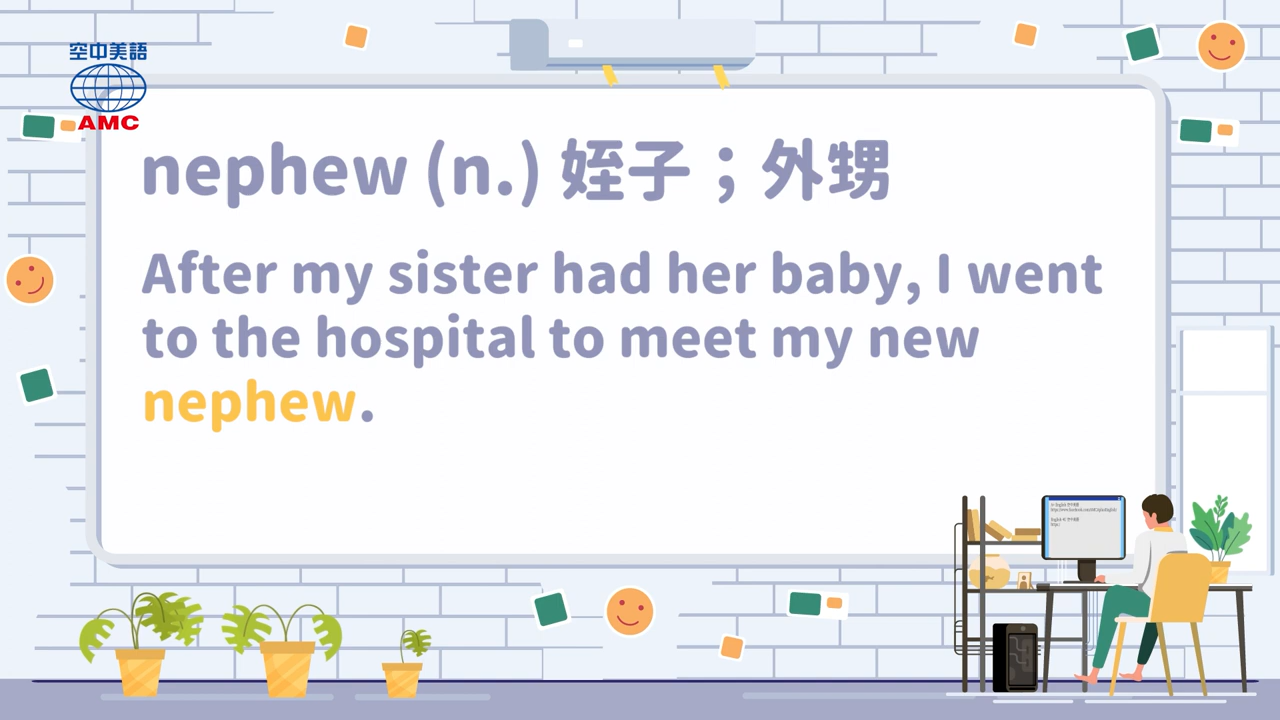 空中美語
AMC
nephew (n.) 姪子；外甥
After my sister had her baby, I went
to the hospital to meet my new
nephew.